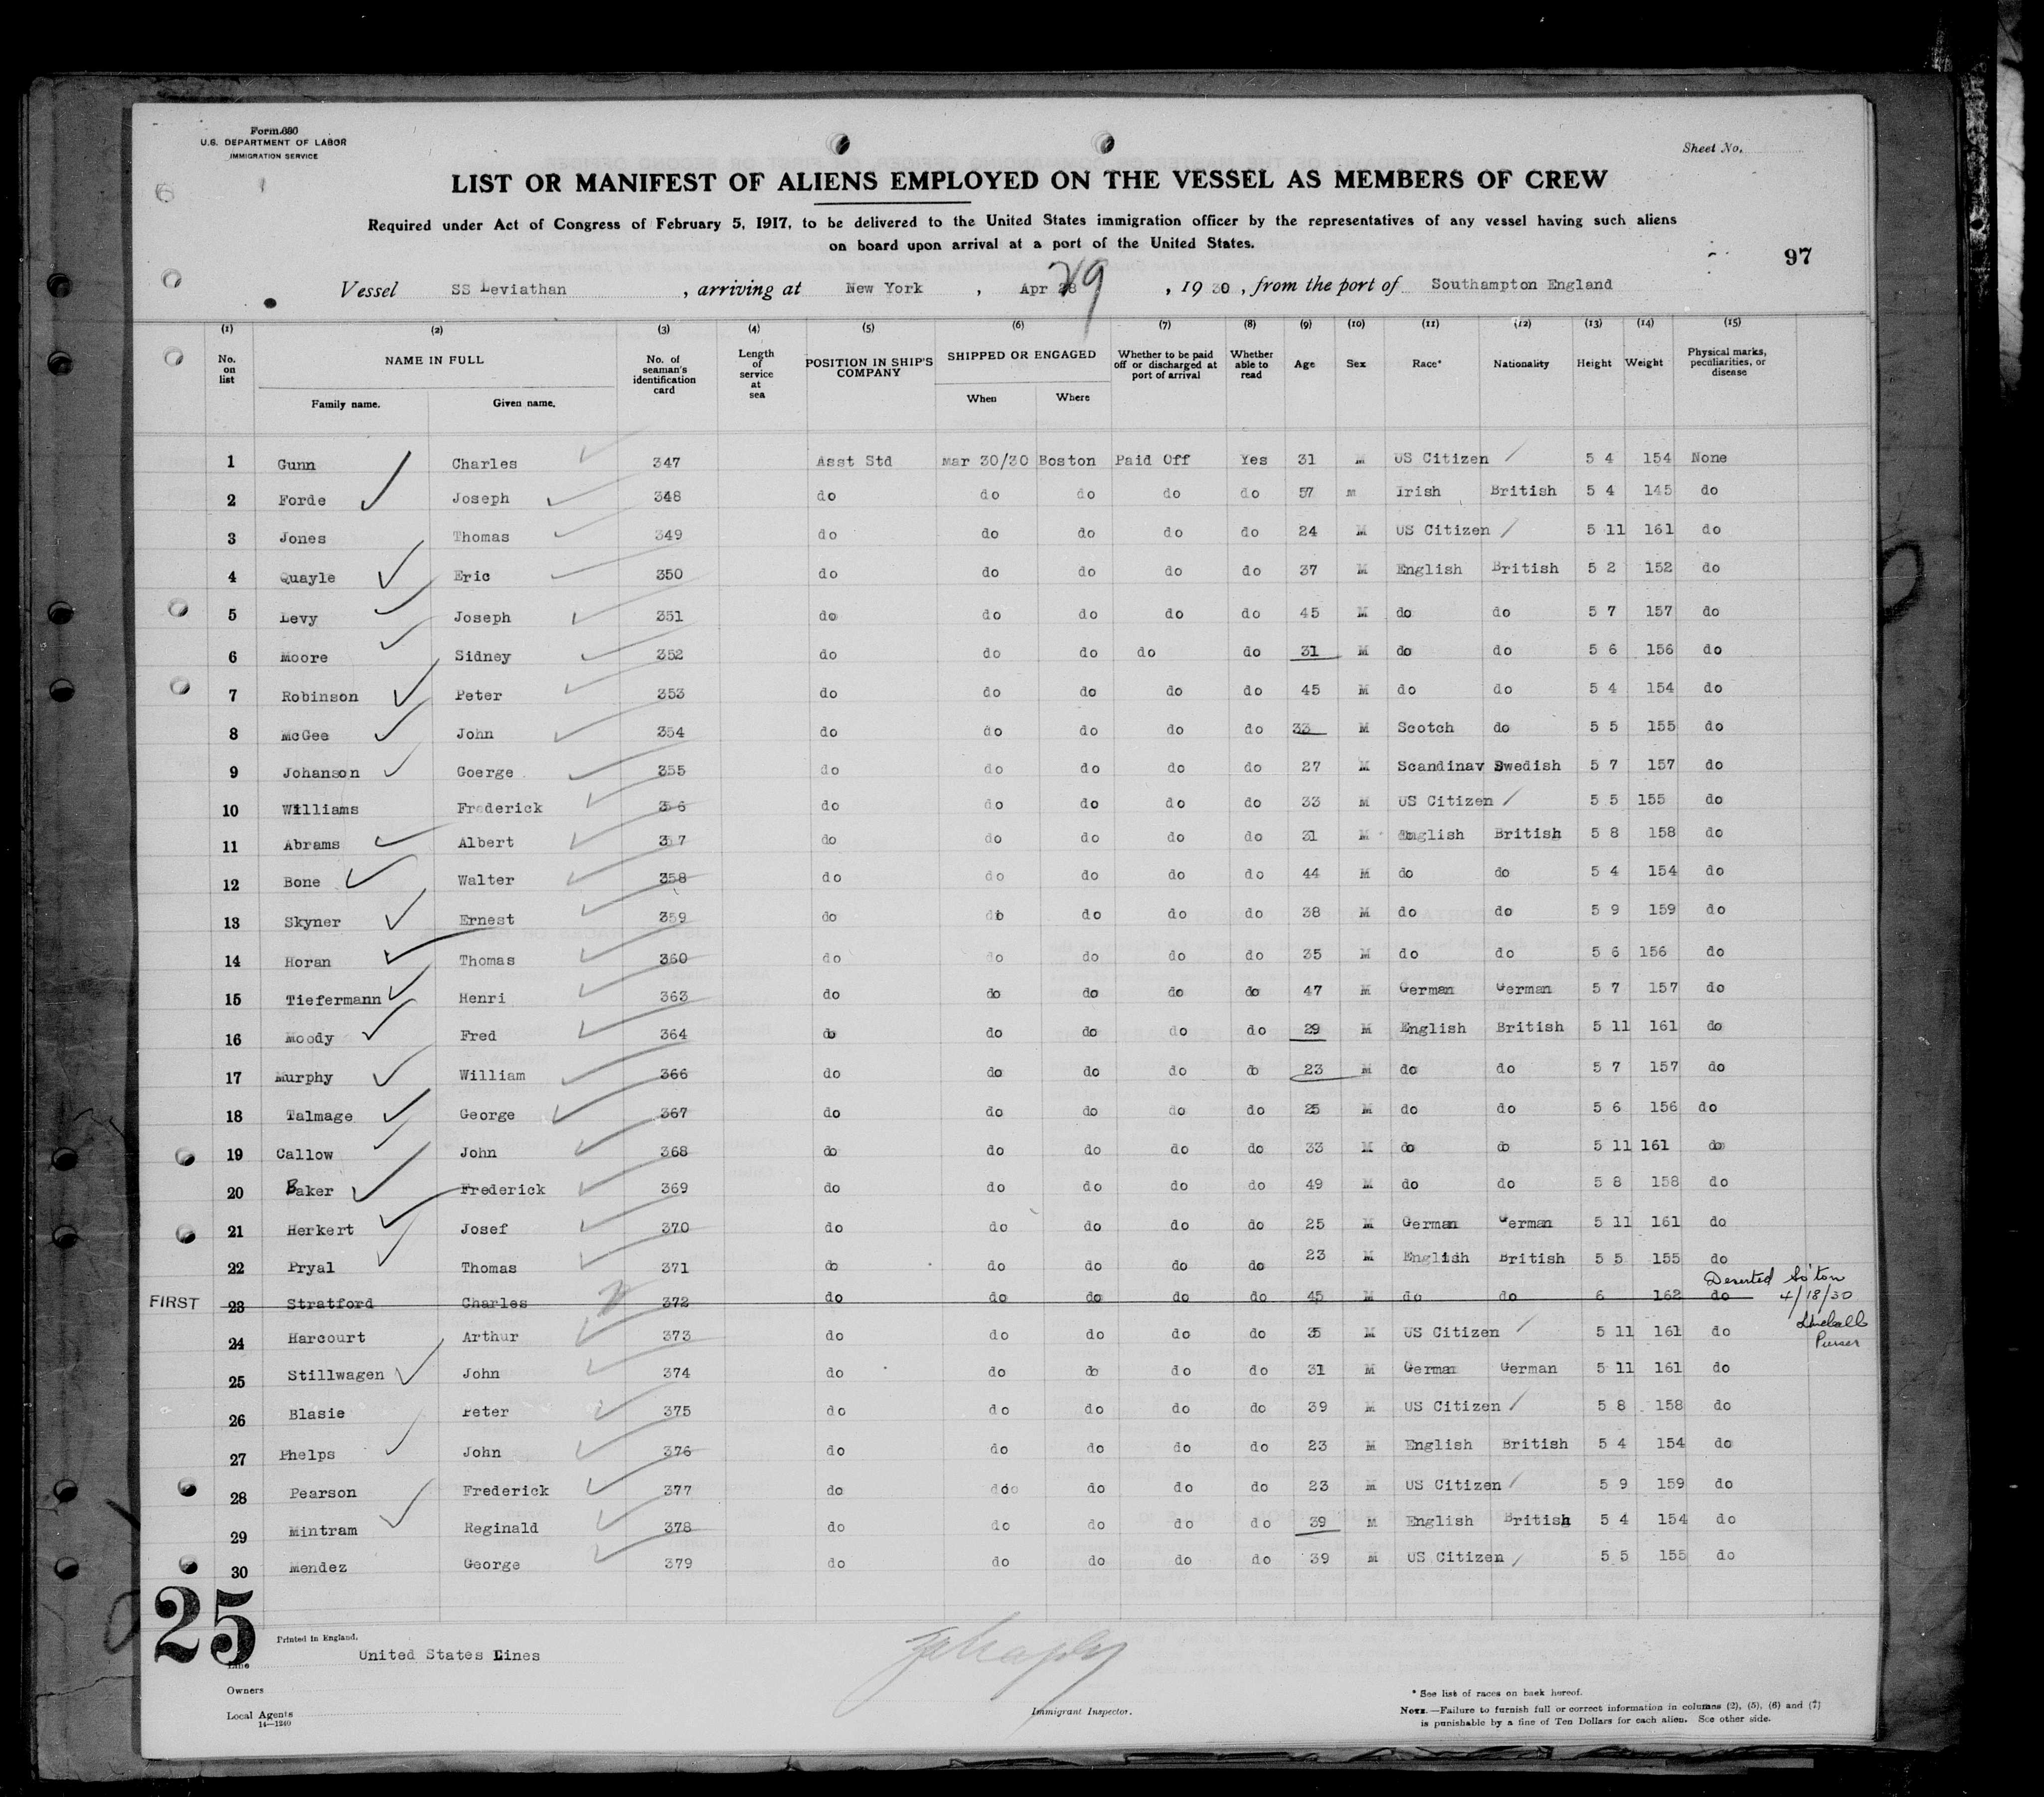 Form 680
U.S. DEPARTMENT OF LABOR
IMMIGRATION SERVICE
Sheet No.
LIST OR MANIFEST OF ALIENS EMPLOYED ON THE VESSEL AS MEMBERS OF CREW
Required under Act of Congress of February 5, 1917, to be delivered to the United States immigration officer by the representatives of any vessel having such aliens
on board upon arrival at a port of the United States.
97
Vessel SS Leviathan, arriving at New York, Apr 29, 1930, from the port of Southampton England
(1) (2) (3) (4) (5) (6) (7) (8) (9) (10) (11) (12) (13) (14) (15)
No. on list NAME IN FULL Family name. Given name. No. of seaman's identification card Length of service at sea POSITION IN SHIP'S COMPANY SHIPPED OR ENGAGED When Where Whether to be paid off or discharged at port of arrival Whether able to read Age Sex Race* Nationality Height Weight Physical marks, peculiarities, or disease
1 Gunn Charles 347 Asst Std Mar 30/30 Boston Paid Off Yes 31 M US Citizen 5 4 154 None
2 Forde Joseph 348 do do do do do 57 m Irish British 5 4 145 do
3 Jones Thomas 349 do do do do do 24 M US Citizen 5 11 161 do
4 Quayle Eric 350 do do do do do 37 M English British 5 2 152 do
5 Levy Joseph 351 do do do do do 45 M do do 5 7 157 do
6 Moore Sidney 352 do do do do do 31 M do do 5 6 156 do
7 Robinson Peter 353 do do do do do 45 M do do 5 4 154 do
8 McGee John 354 do do do do do 33 M Scotch do 5 5 155 do
9 Johanson Goerge 355 do do do do do 27 M Scandinav Swedish 5 7 157 do
10 Williams Frederick 356 do do do do do 33 M US Citizen 5 5 155 do
11 Abrams Albert 357 do do do do do 31 M English British 5 8 158 do
12 Bone Walter 358 do do do do do 44 M do do 5 4 154 do
13 Skyner Ernest 359 do do do do do 38 M do do 5 9 159 do
14 Horan Thomas 360 do do do do do 35 M do do 5 6 156 do
15 Tiefermann Henri 363 do do do do do 47 M German German 5 7 157 do
16 Moody Fred 364 do do do do do 29 M English British 5 11 161 do
17 Murphy William 366 do do do do do 23 M do do 5 7 157 do
18 Talmage George 367 do do do do do 25 M do do 5 6 156 do
19 Callow John 368 do do do do do 33 M do do 5 11 161 do
20 Baker Frederick 369 do do do do do 49 M do do 5 8 158 do
21 Herkert Josef 370 do do do do do 25 M German German 5 11 161 do
22 Pryal Thomas 371 do do do do do 23 M English British 5 5 155 do
Deserted So'ton
FIRST 23 Stratford Charles 372 do do do do do 45 M do do 6 162 do 4/18/30
24 Harcourt Arthur 373 do do do do do 35 M US Citizen 5 11 161 do
Purser
25 Stillwagen John 374 do do do do do 31 M German German 5 11 161 do
26 Blasie Peter 375 do do do do do 39 M US Citizen 5 8 158 do
27 Phelps John 376 do do do do do 23 M English British 5 4 154 do
28 Pearson Frederick 377 do do do do do 23 M US Citizen 5 9 159 do
29 Mintram Reginald 378 do do do do do 39 M English British 5 4 154 do
30 Mendez George 379 do do do do do 39 M US Citizen 5 5 155 do
25
Printed in England.
Line United States Lines
Owners
Local Agents
14—1240
Immigrant Inspector.
* See list of races on back hereof.
NOTE.—Failure to furnish full or correct information in columns (2), (5), (6) and (7)
is punishable by a fine of Ten Dollars for each alien. See other side.